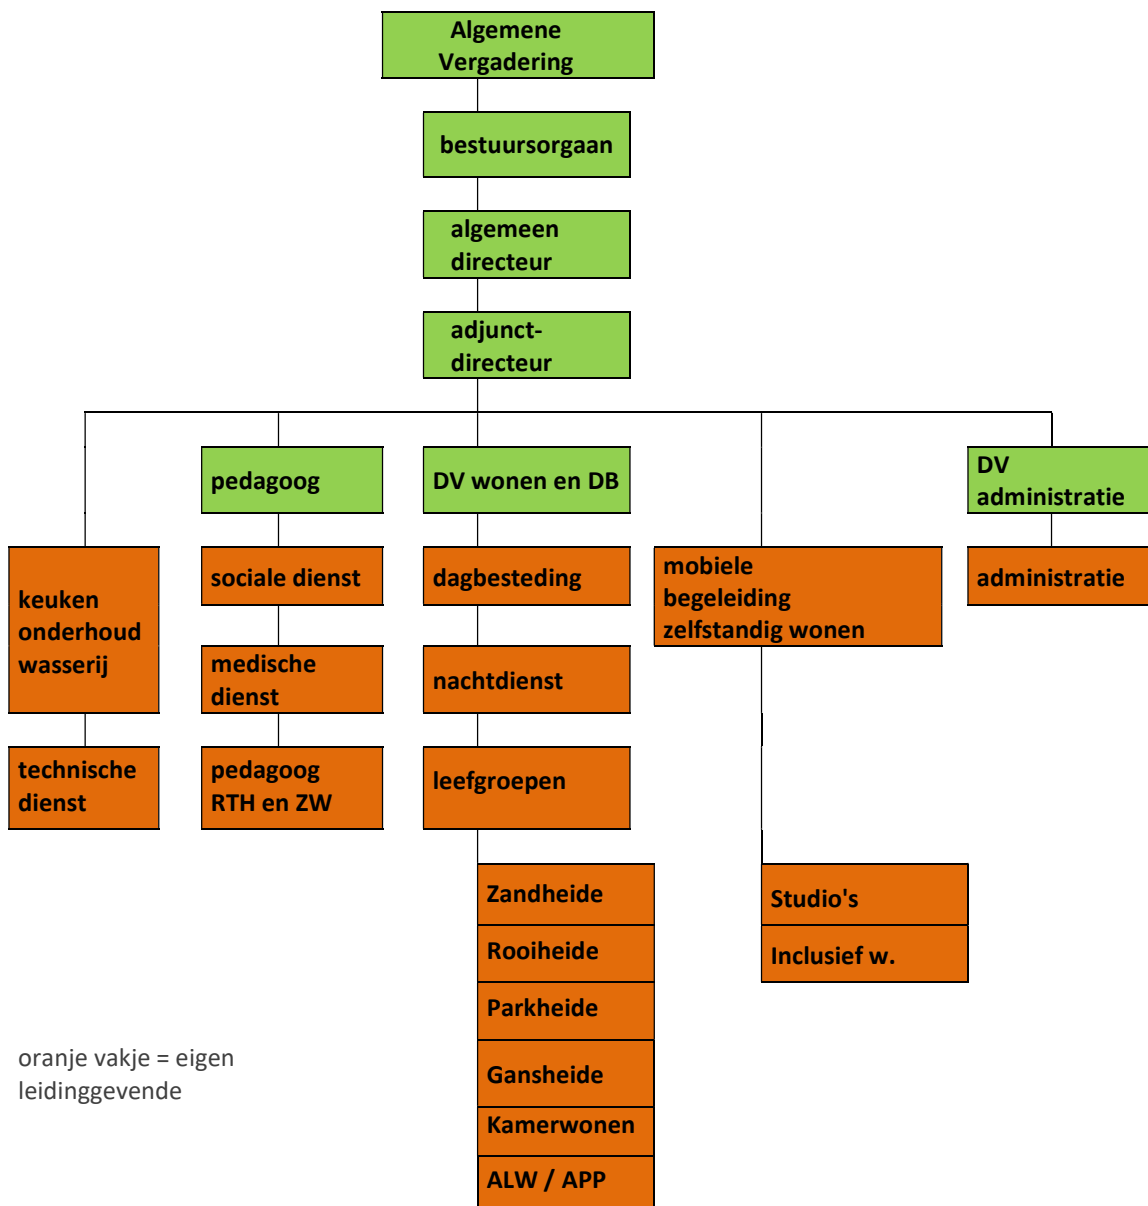 Algemene
Vergadering
bestuursorgaan
algemeen
directeur
adjunct-
directeur
pedagoog
DV wonen en DB
DV
administratie
keuken
onderhoud
wasserij
sociale dienst
dagbesteding
mobiele
begeleiding
zelfstandig wonen
administratie
medische
dienst
nachtdienst
technische
dienst
pedagoog
RTH en ZW
leefgroepen
Zandheide
Rooiheide
Parkheide
Gansheide
Kamerwonen
ALW / APP
Studio's
Inclusief w.
oranje vakje = eigen
leidinggevende